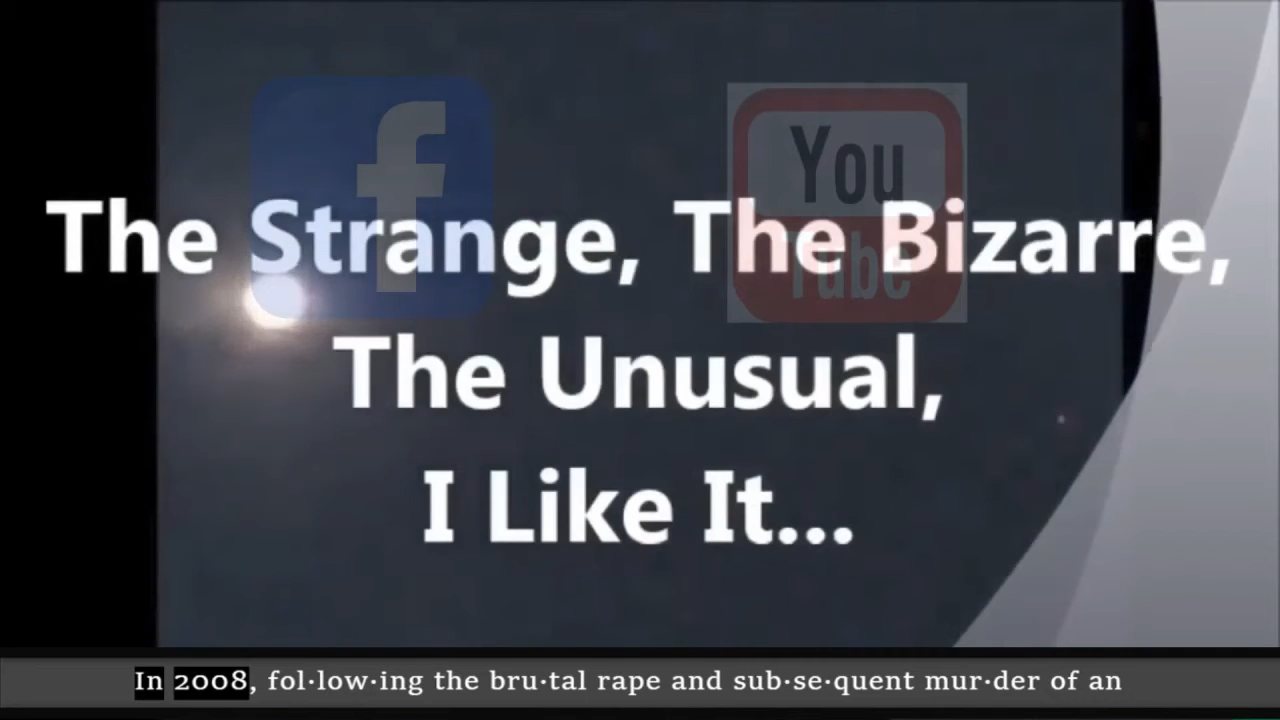 f
You
Tube
The Strange, The Bizarre,
The Unusual,
I Like It...
In 2008, fol·low·ing the bru·tal rape and sub·se·quent mur·der of an